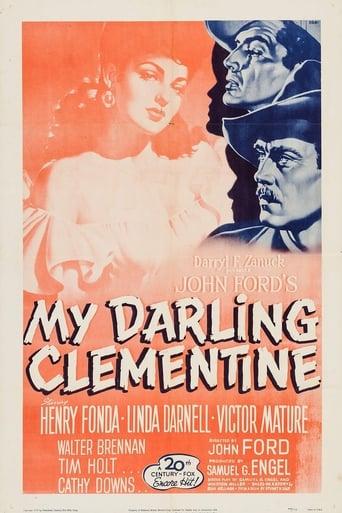 Darryl F. Zanuck
presents
JOHN FORD'S
MY DARLING
CLEMENTINE
Starring
HENRY FONDA · LINDA DARNELL · VICTOR MATURE
WALTER BRENNAN
TIM HOLT...
CATHY DOWNS...
A 20th
CENTURY-FOX
Encore Hit!
DIRECTED BY
JOHN FORD
PRODUCED BY
SAMUEL G. ENGEL